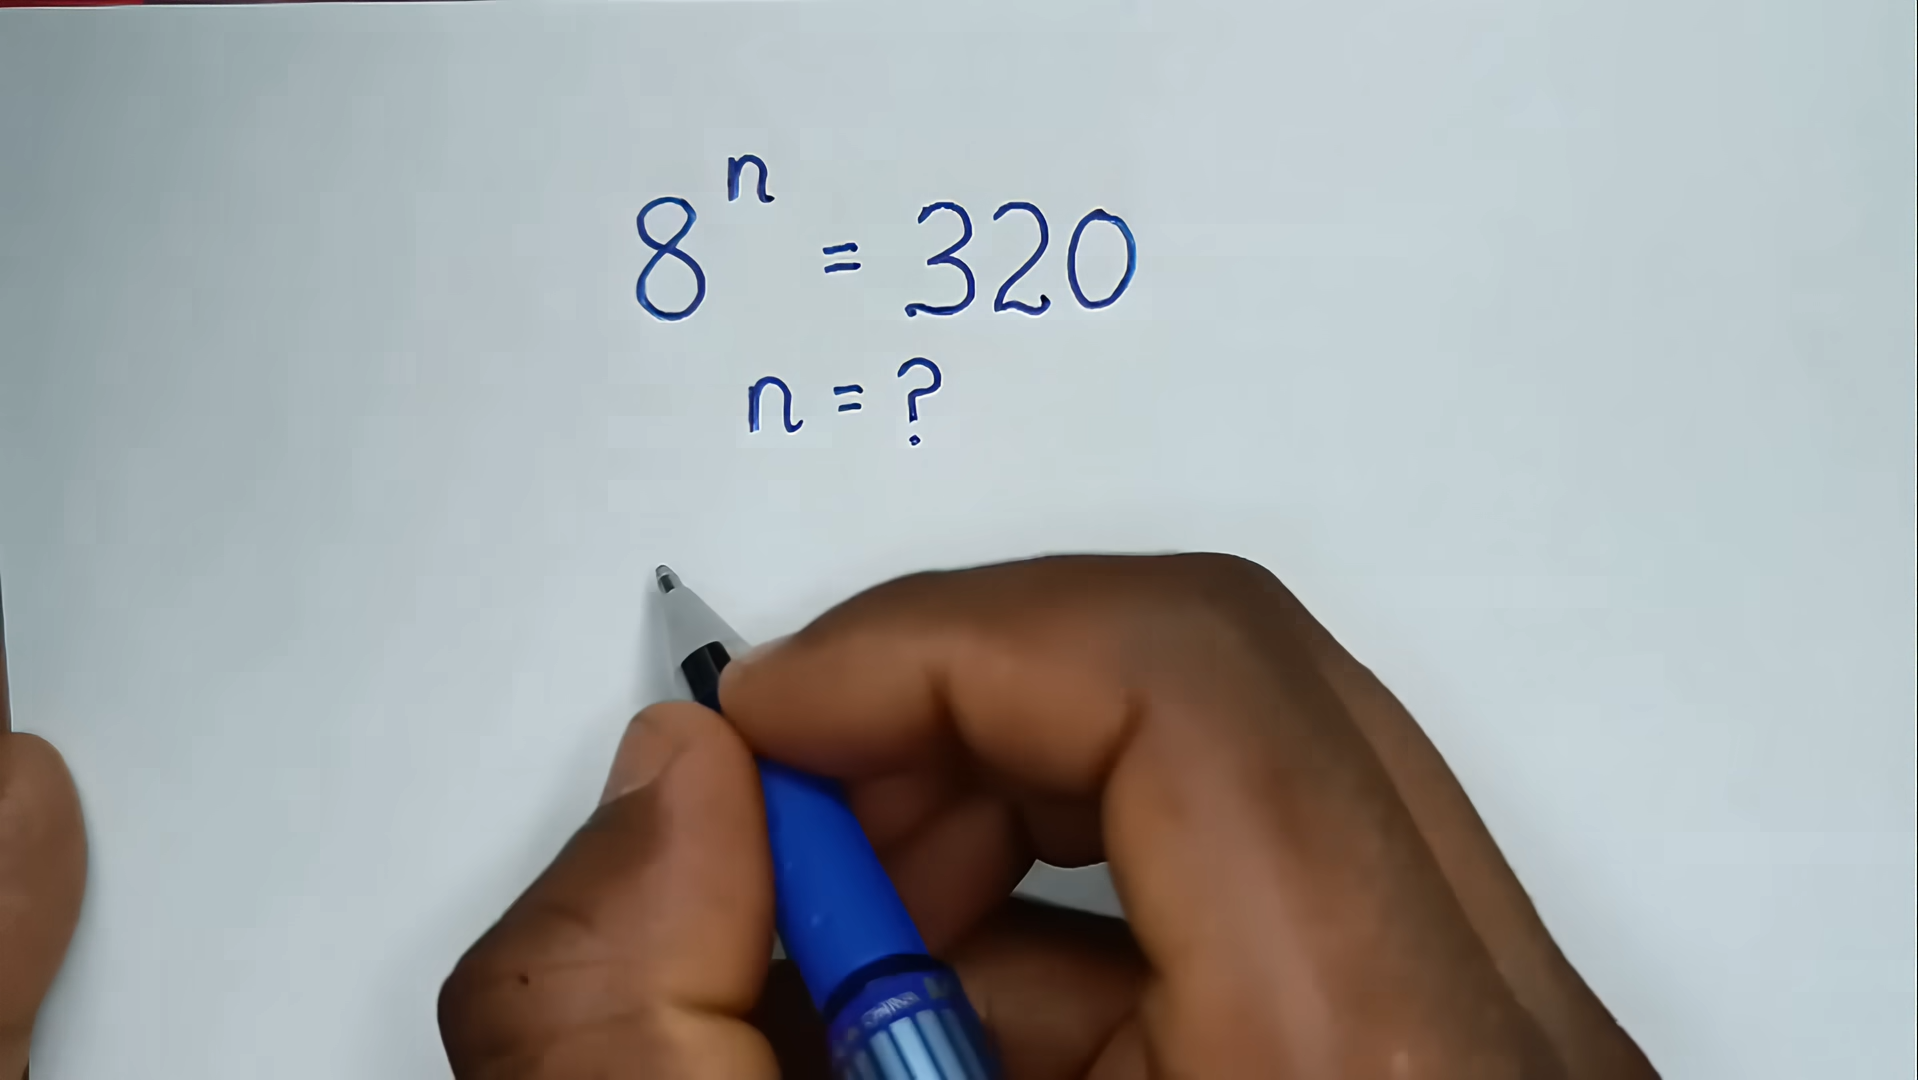 8ⁿ = 320
n = ?